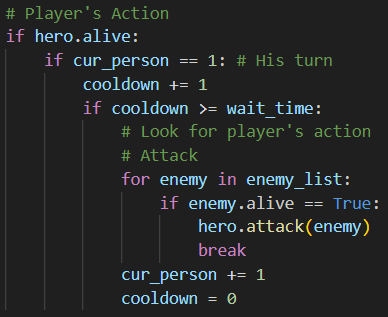 # Player's Action
if hero.alive:
    if cur_person == 1: # His turn
        cooldown += 1
        if cooldown >= wait_time:
            # Look for player's action
            # Attack
            for enemy in enemy_list:
                if enemy.alive == True:
                    hero.attack(enemy)
                    break
            cur_person += 1
            cooldown = 0